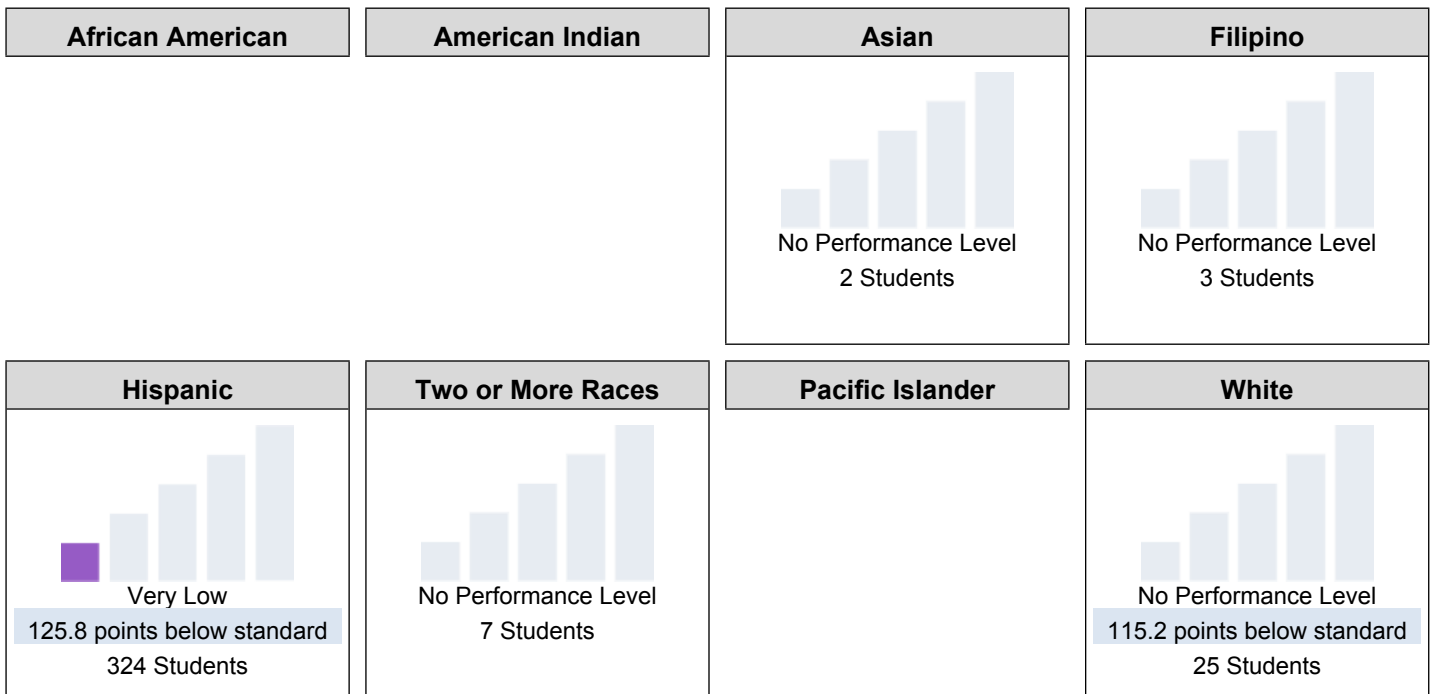 African American
American Indian
Asian
Filipino
No Performance Level
2 Students
No Performance Level
3 Students
Hispanic
Two or More Races
Pacific Islander
White
Very Low
125.8 points below standard
324 Students
No Performance Level
7 Students
No Performance Level
115.2 points below standard
25 Students